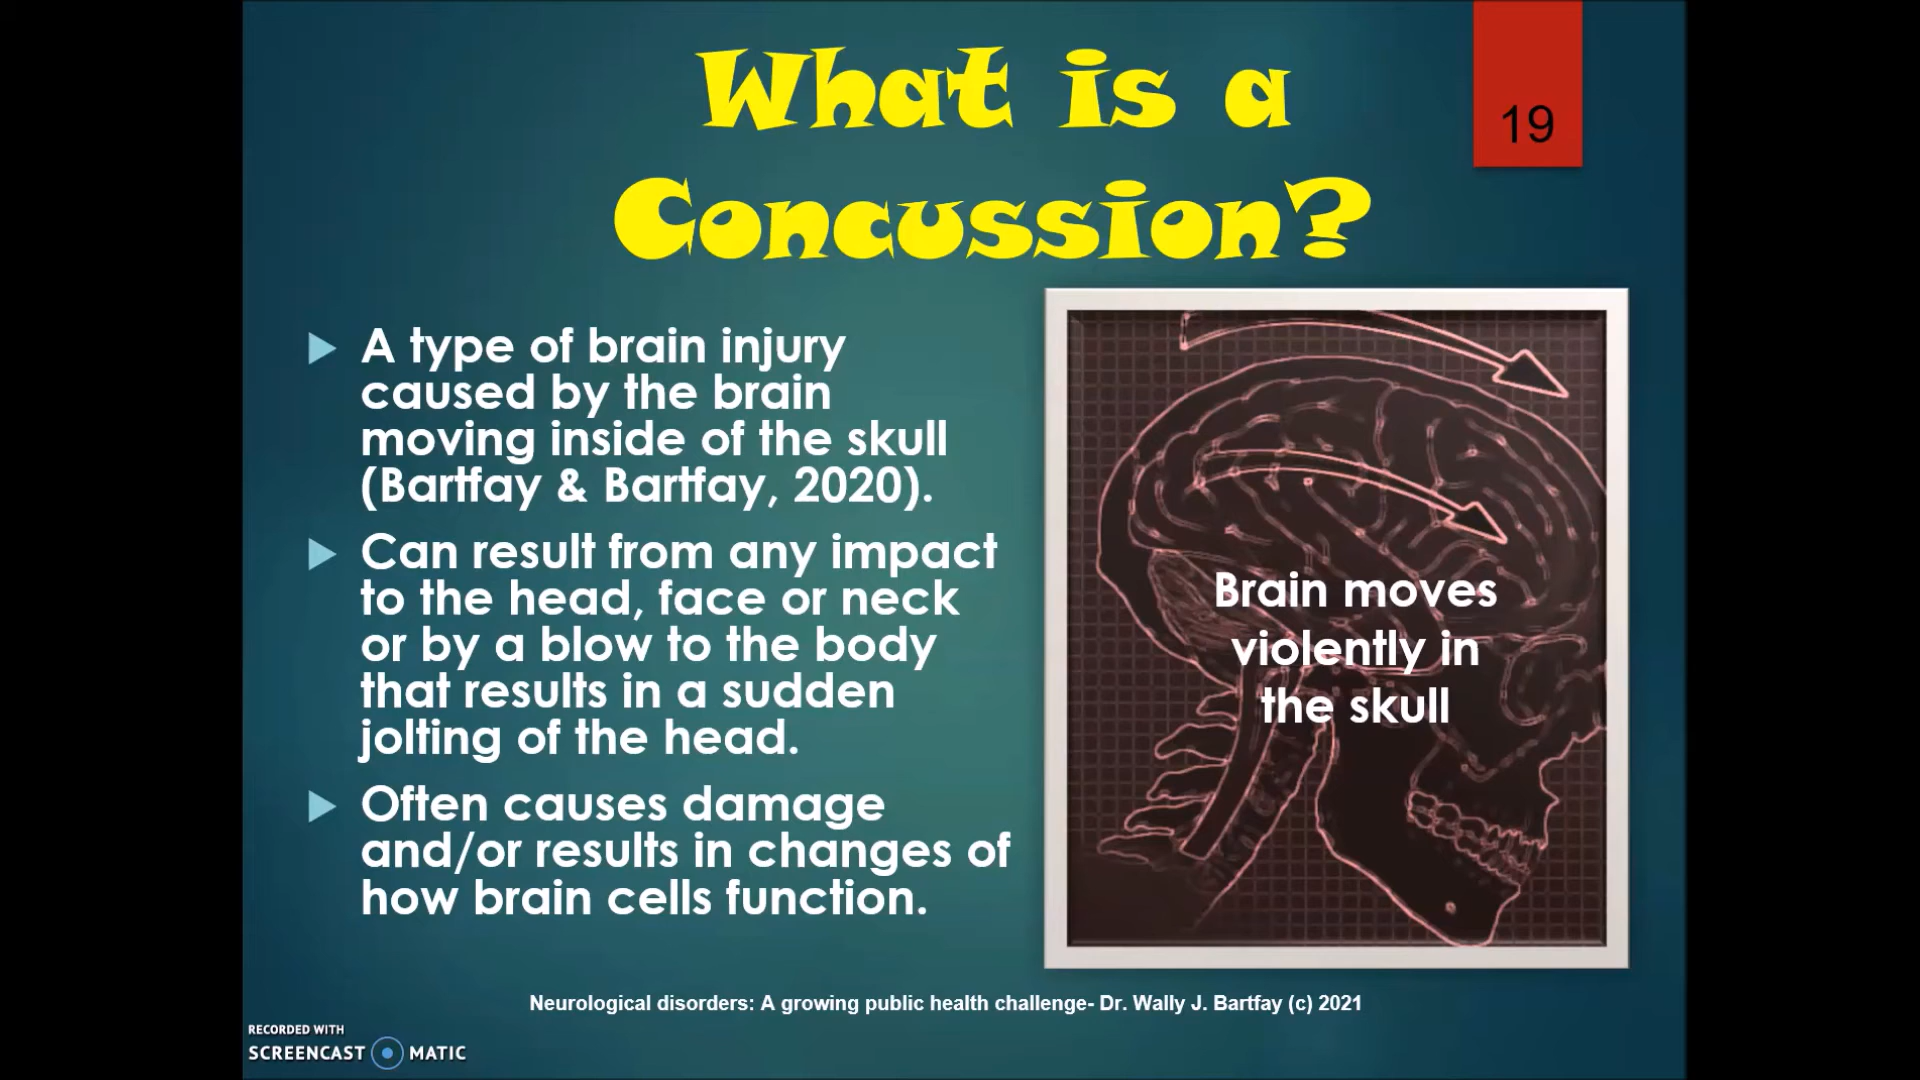 What is a
Concussion?
19
A type of brain injury
caused by the brain
moving inside of the skull
(Bartfay & Bartfay, 2020).
Can result from any impact
to the head, face or neck
or by a blow to the body
that results in a sudden
jolting of the head.
Often causes damage
and/or results in changes of
how brain cells function.
Brain moves
violently in
the skull
Neurological disorders: A growing public health challenge- Dr. Wally J. Bartfay (c) 2021
RECORDED WITH
SCREENCAST MATIC